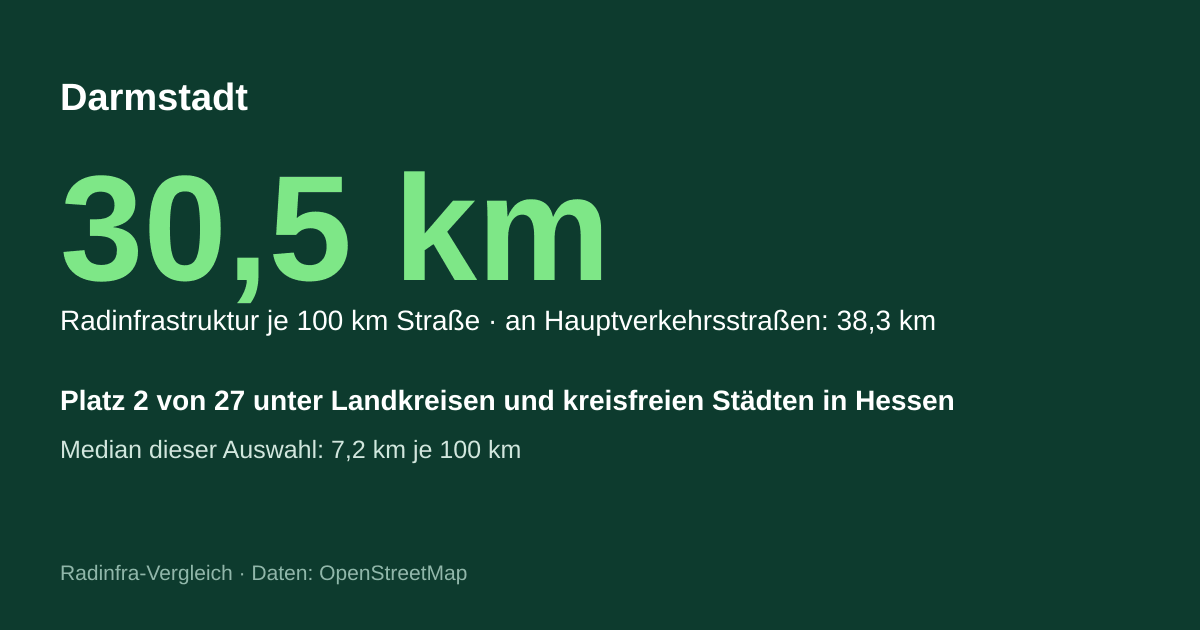 Darmstadt
30,5 km
Radinfrastruktur je 100 km Straße · an Hauptverkehrsstraßen: 38,3 km
Platz 2 von 27 unter Landkreisen und kreisfreien Städten in Hessen
Median dieser Auswahl: 7,2 km je 100 km
Radinfra-Vergleich · Daten: OpenStreetMap